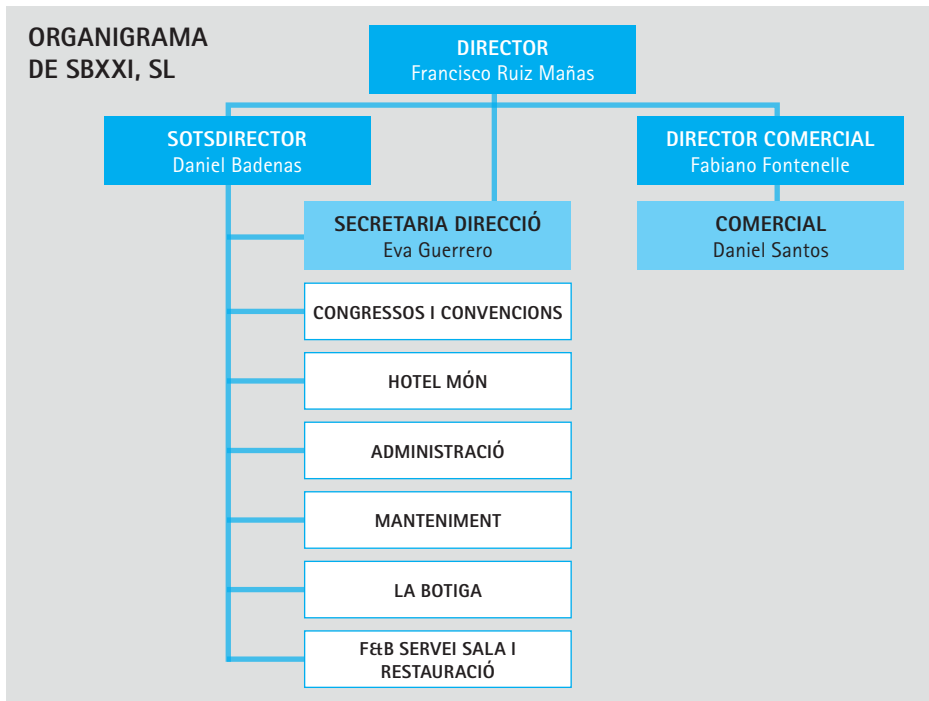 ORGANIGRAMA
DE SBXXI, SL
DIRECTOR
Francisco Ruiz Mañas
SOTSDIRECTOR
Daniel Badenas
DIRECTOR COMERCIAL
Fabiano Fontenelle
SECRETARIA DIRECCIÓ
Eva Guerrero
COMERCIAL
Daniel Santos
CONGRESSOS I CONVENCIONS
HOTEL MÓN
ADMINISTRACIÓ
MANTENIMENT
LA BOTIGA
F&B SERVEI SALA I
RESTAURACIÓ